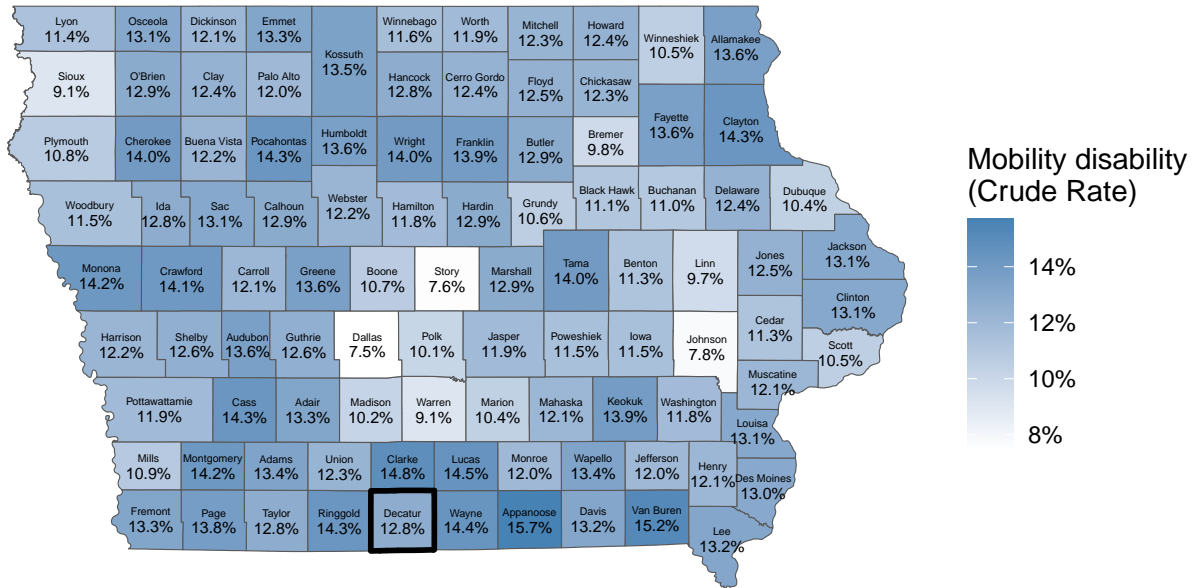 Lyon
11.4%
Osceola
13.1%
Dickinson
12.1%
Emmet
13.3%
Kossuth
13.5%
Winnebago
11.6%
Worth
11.9%
Mitchell
12.3%
Howard
12.4%
Winneshiek
10.5%
Allamakee
13.6%
Sioux
9.1%
O'Brien
12.9%
Clay
12.4%
Palo Alto
12.0%
Hancock
12.8%
Cerro Gordo
12.4%
Floyd
12.5%
Chickasaw
12.3%
Fayette
13.6%
Clayton
14.3%
Plymouth
10.8%
Cherokee
14.0%
Buena Vista
12.2%
Pocahontas
14.3%
Humboldt
13.6%
Wright
14.0%
Franklin
13.9%
Butler
12.9%
Bremer
9.8%
Mobility disability
(Crude Rate)
14%
12%
10%
8%
Woodbury
11.5%
Ida
12.8%
Sac
13.1%
Calhoun
12.9%
Webster
12.2%
Hamilton
11.8%
Hardin
12.9%
Grundy
10.6%
Black Hawk
11.1%
Buchanan
11.0%
Delaware
12.4%
Dubuque
10.4%
Monona
14.2%
Crawford
14.1%
Carroll
12.1%
Greene
13.6%
Boone
10.7%
Story
7.6%
Marshall
12.9%
Tama
14.0%
Benton
11.3%
Linn
9.7%
Jones
12.5%
Jackson
13.1%
Clinton
13.1%
Harrison
12.2%
Shelby
12.6%
Audubon
13.6%
Guthrie
12.6%
Dallas
7.5%
Polk
10.1%
Jasper
11.9%
Poweshiek
11.5%
Iowa
11.5%
Johnson
7.8%
Cedar
11.3%
Scott
10.5%
Muscatine
12.1%
Pottawattamie
11.9%
Cass
14.3%
Adair
13.3%
Madison
10.2%
Warren
9.1%
Marion
10.4%
Mahaska
12.1%
Keokuk
13.9%
Washington
11.8%
Louisa
13.1%
Mills
10.9%
Montgomery
14.2%
Adams
13.4%
Union
12.3%
Clarke
14.8%
Lucas
14.5%
Monroe
12.0%
Wapello
13.4%
Jefferson
12.0%
Henry
12.1%
Des Moines
13.0%
Fremont
13.3%
Page
13.8%
Taylor
12.8%
Ringgold
14.3%
Decatur
12.8%
Wayne
14.4%
Appanoose
15.7%
Davis
13.2%
Van Buren
15.2%
Lee
13.2%